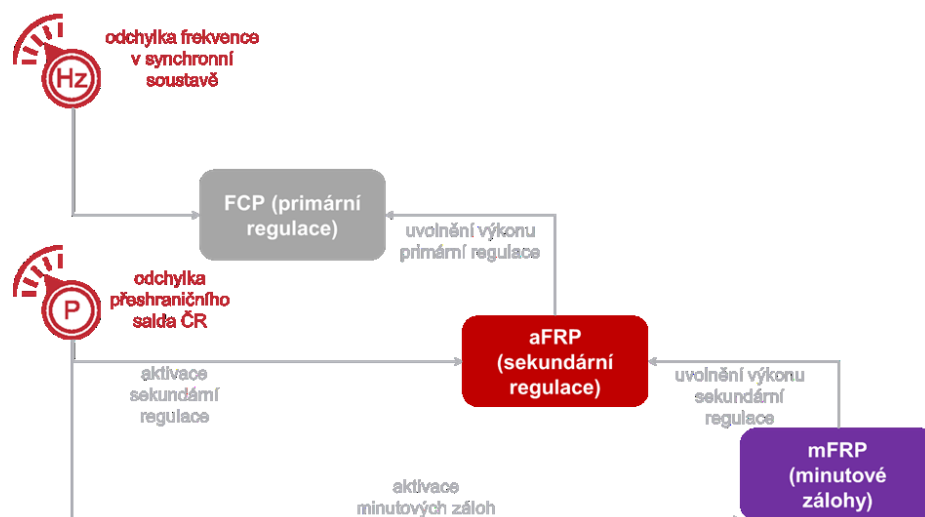 odchylka frekvence
v synchronní
soustavě
Hz
FCP (primární
regulace)
uvolnění výkonu
primární regulace
odchylka
přeshraničního
salda ČR
P
aFRP
(sekundární
regulace)
aktivace
sekundární
regulace
uvolnění výkonu
sekundární
regulace
mFRP
(minutové
zálohy)
aktivace
minutových záloh